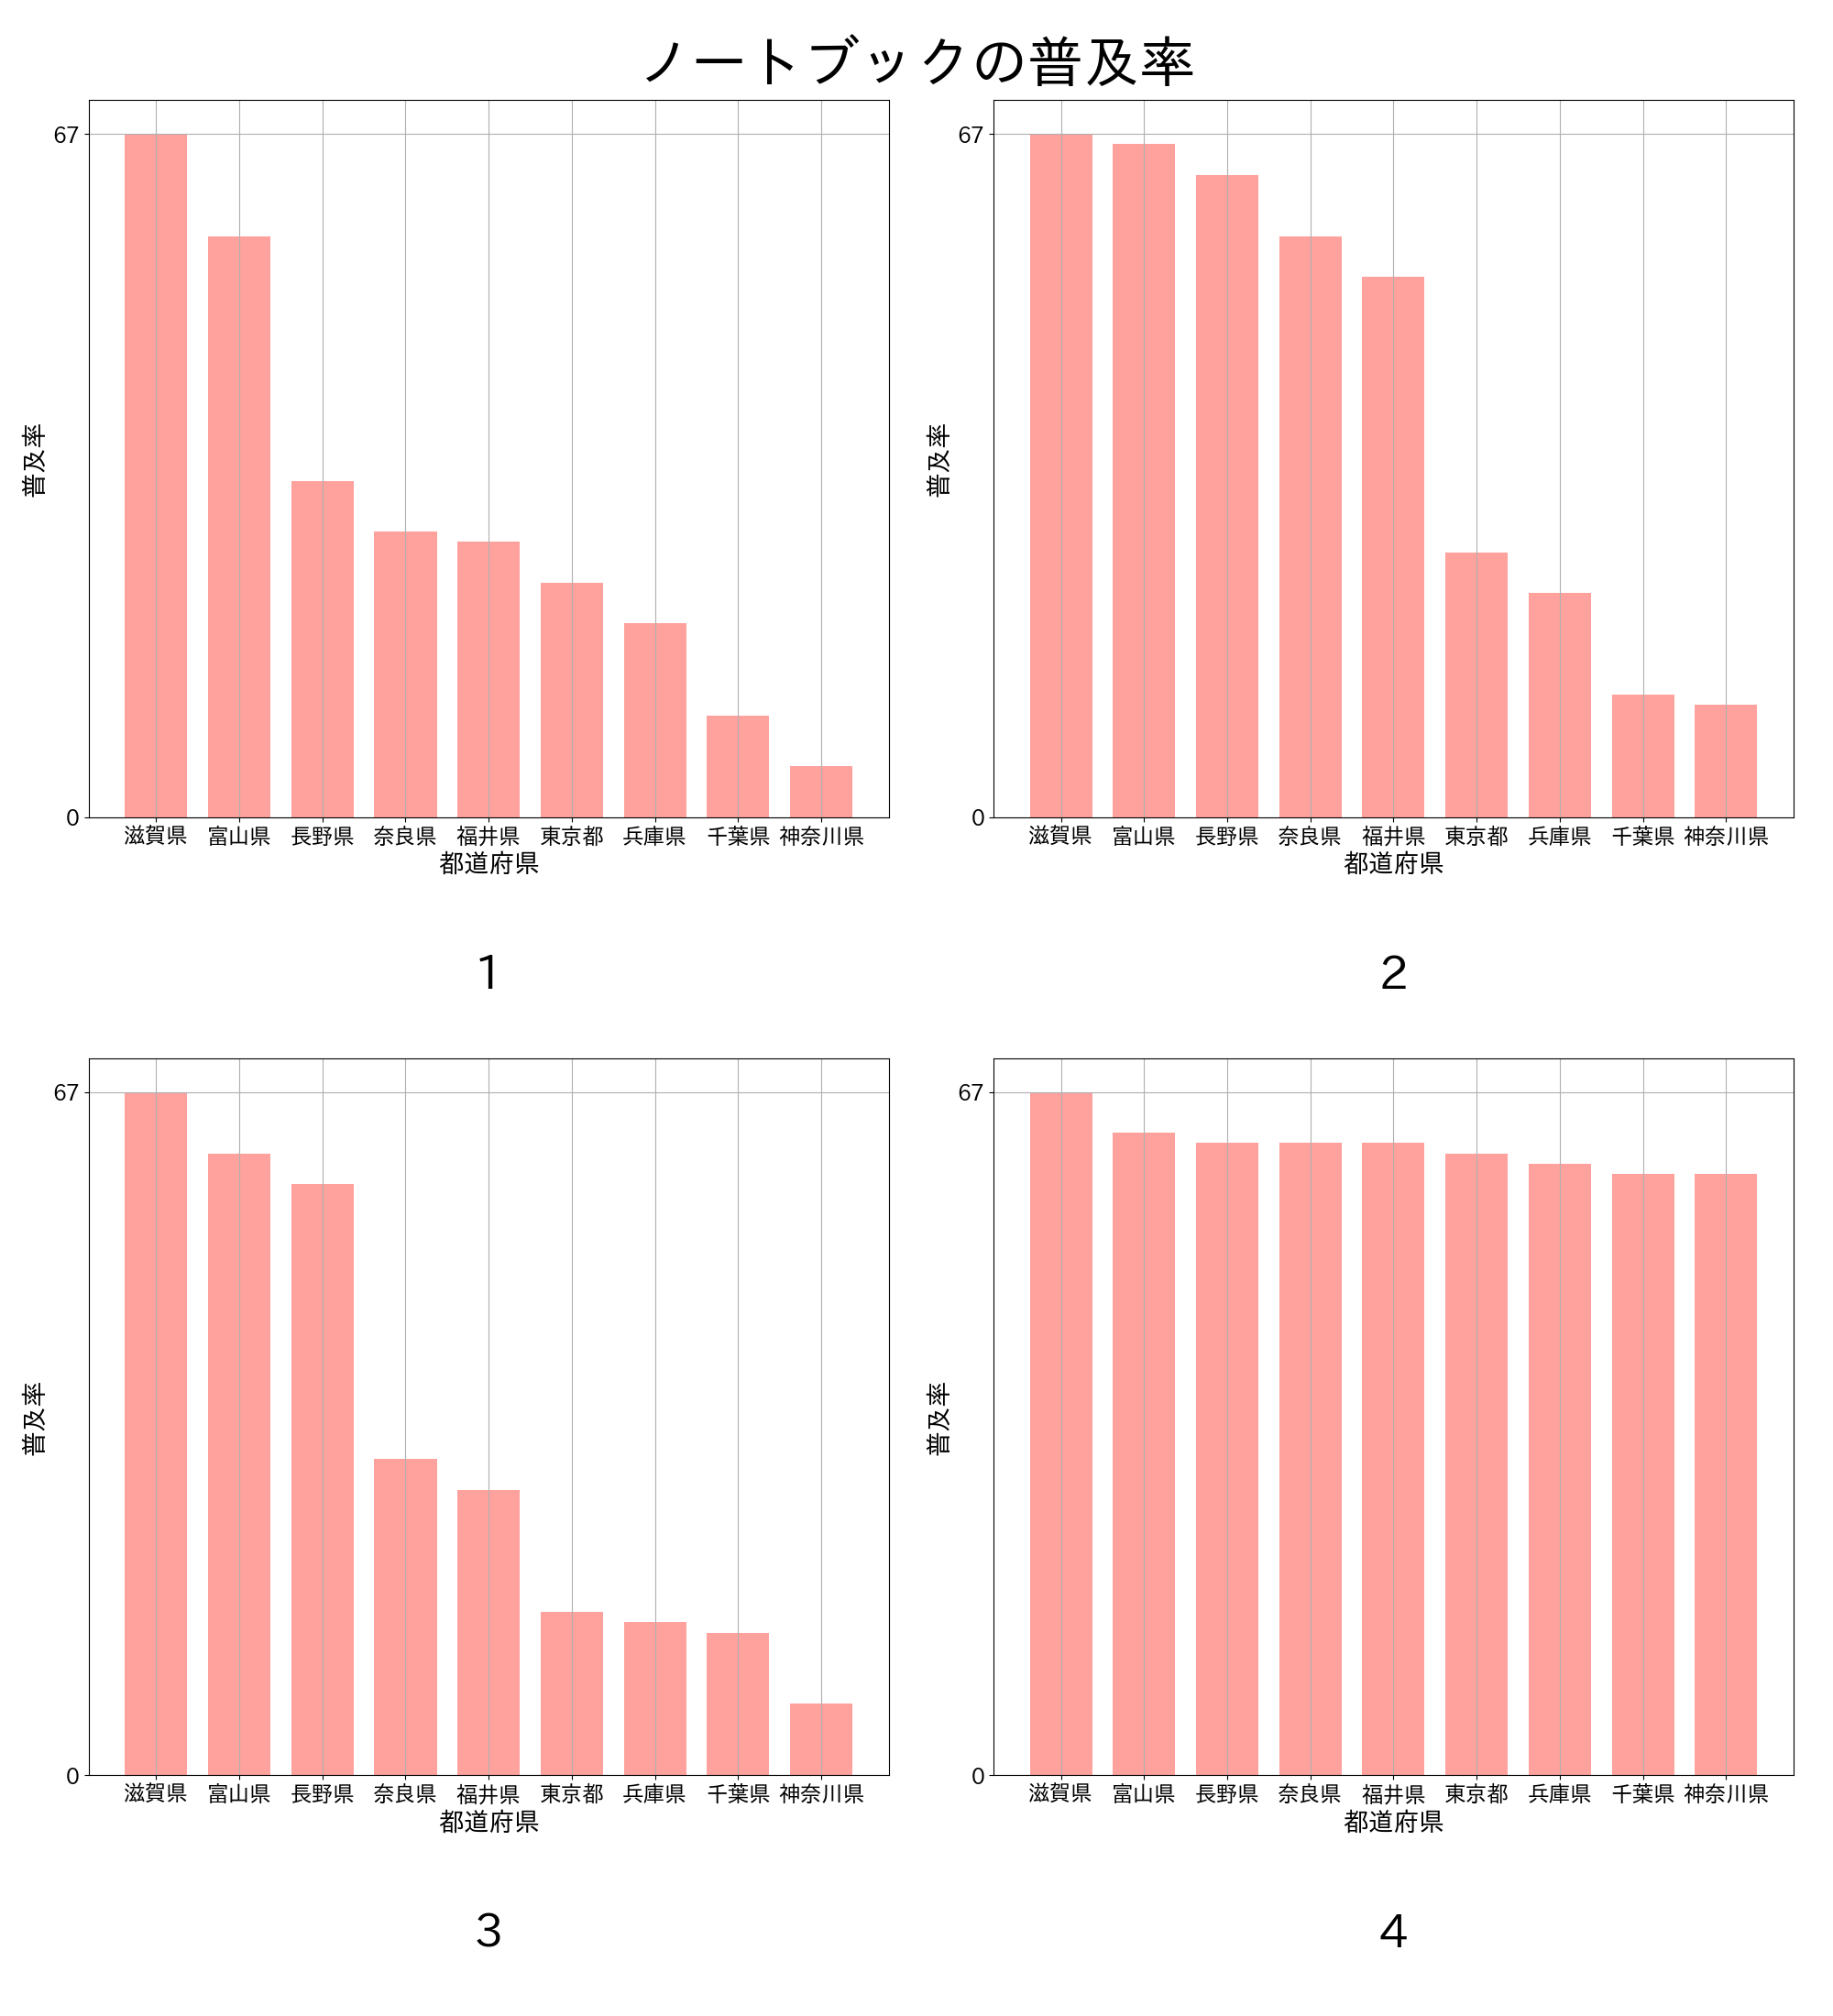 ノートブックの普及率
67
0
普及率
滋賀県 富山県 長野県 奈良県 福井県 東京都 兵庫県 千葉県 神奈川県
都道府県
1
67
0
普及率
滋賀県 富山県 長野県 奈良県 福井県 東京都 兵庫県 千葉県 神奈川県
都道府県
2
67
0
普及率
滋賀県 富山県 長野県 奈良県 福井県 東京都 兵庫県 千葉県 神奈川県
都道府県
3
67
0
普及率
滋賀県 富山県 長野県 奈良県 福井県 東京都 兵庫県 千葉県 神奈川県
都道府県
4